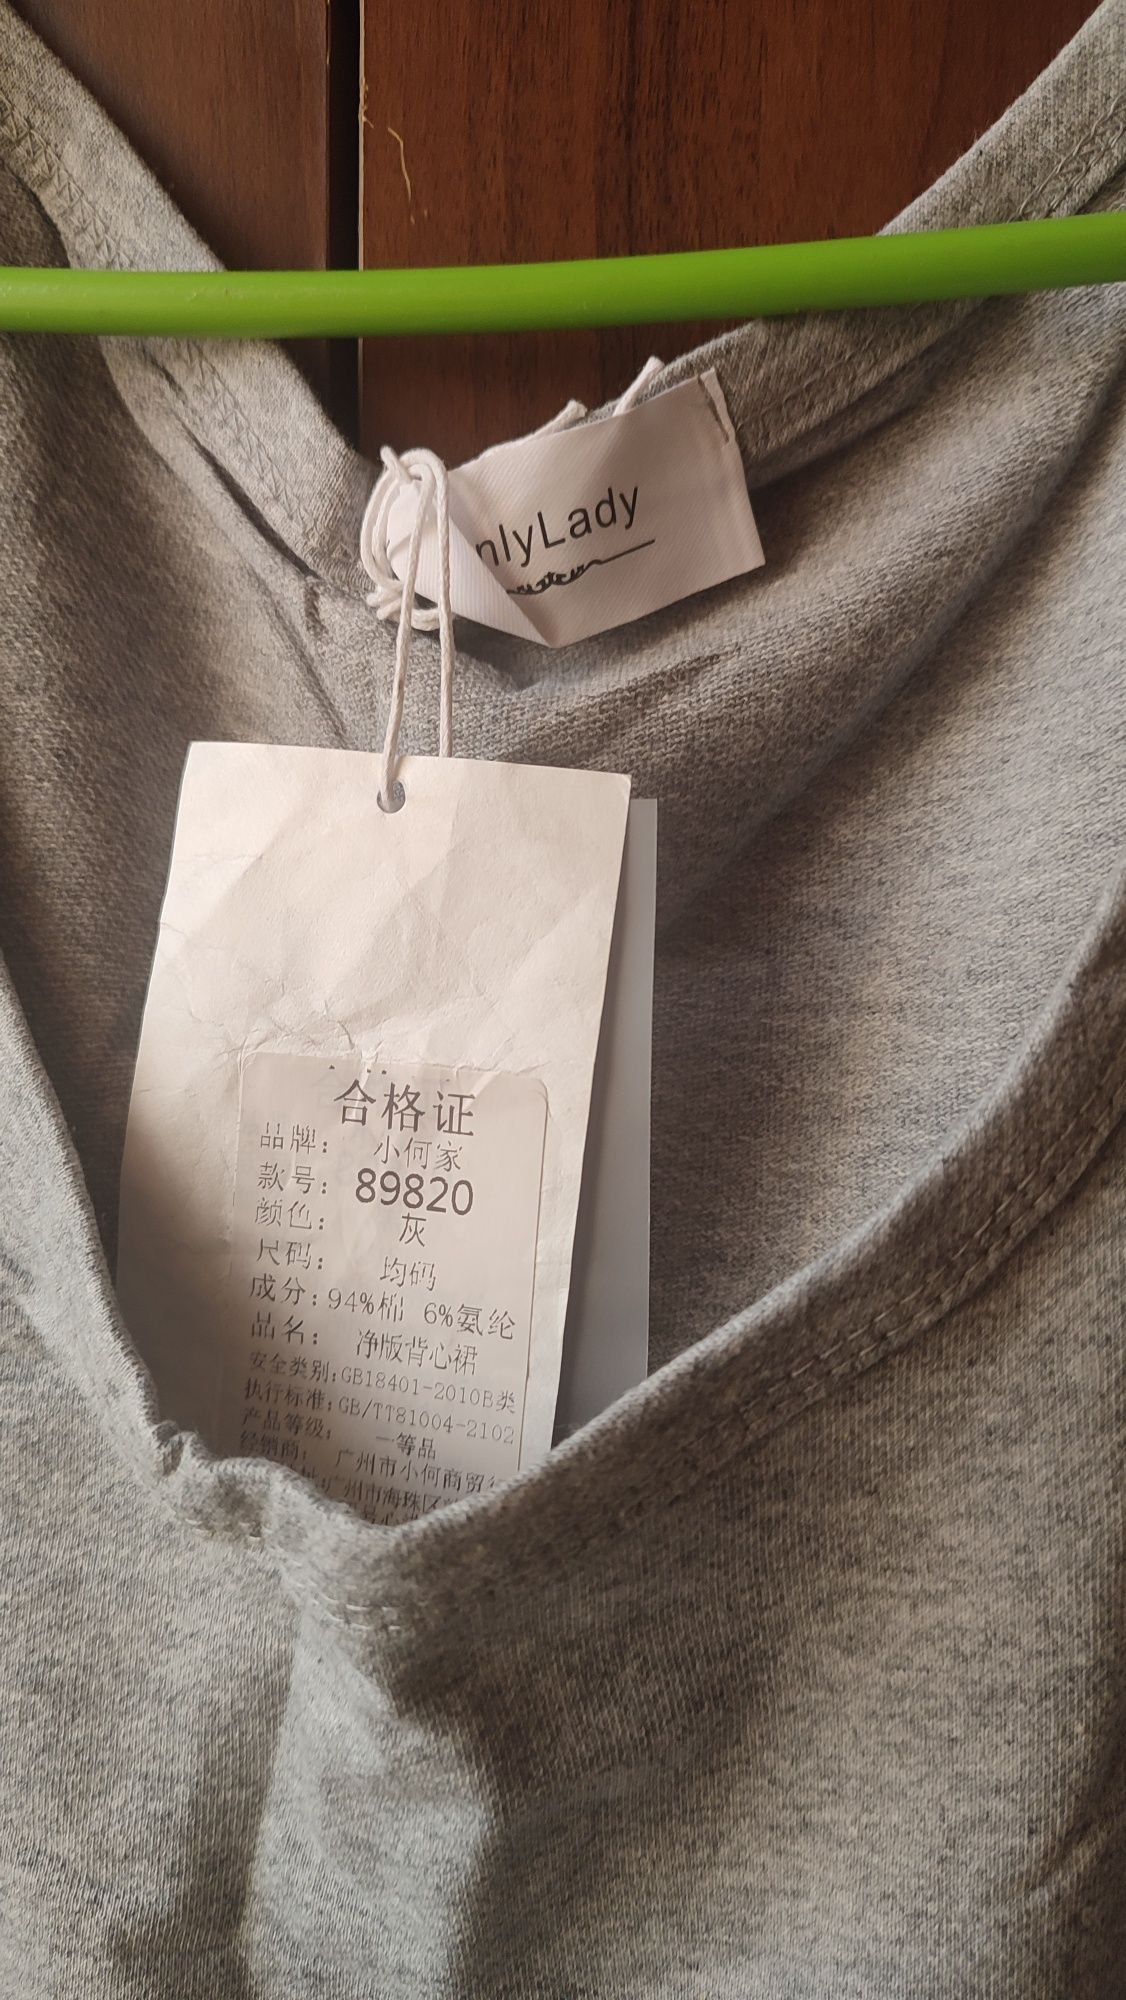 nlyLady
合格证
品牌: 小何家
款号: 89820
颜色: 灰
尺码: 均码
成分: 94%棉 6%氨纶
品名: 净版背心裙
安全类别:GB18401-2010B类
执行标准:GB/TT81004-2102
产品等级: 一等品
经销商: 广州市小何商贸
广州市海珠区